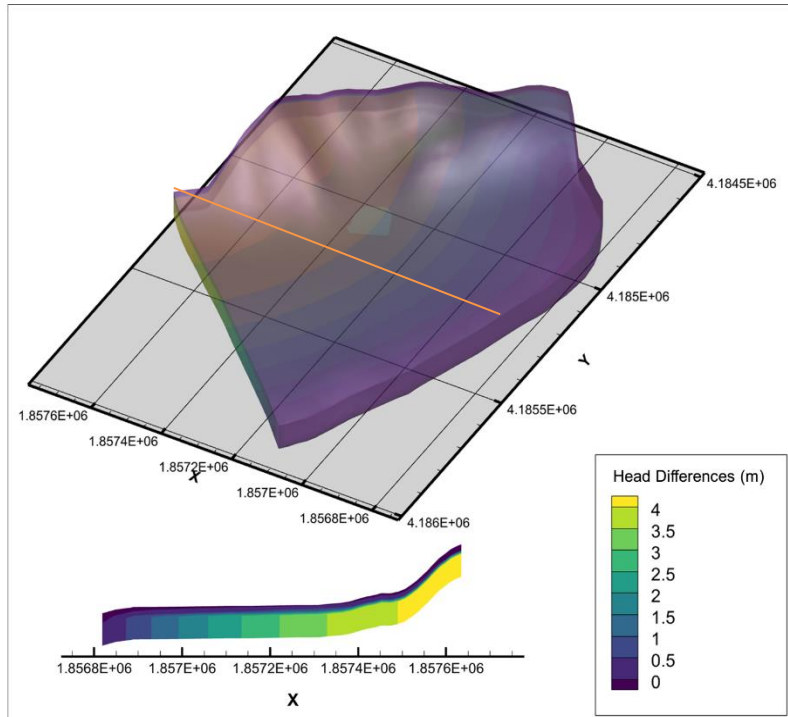 4.1845E+06
4.185E+06
Y
4.1855E+06
4.186E+06
1.8576E+06
1.8574E+06
1.8572E+06
X
1.857E+06
1.8568E+06
Head Differences (m)
4
3.5
3
2.5
2
1.5
1
0.5
0
1.8568E+06 1.857E+06 1.8572E+06 1.8574E+06 1.8576E+06
X